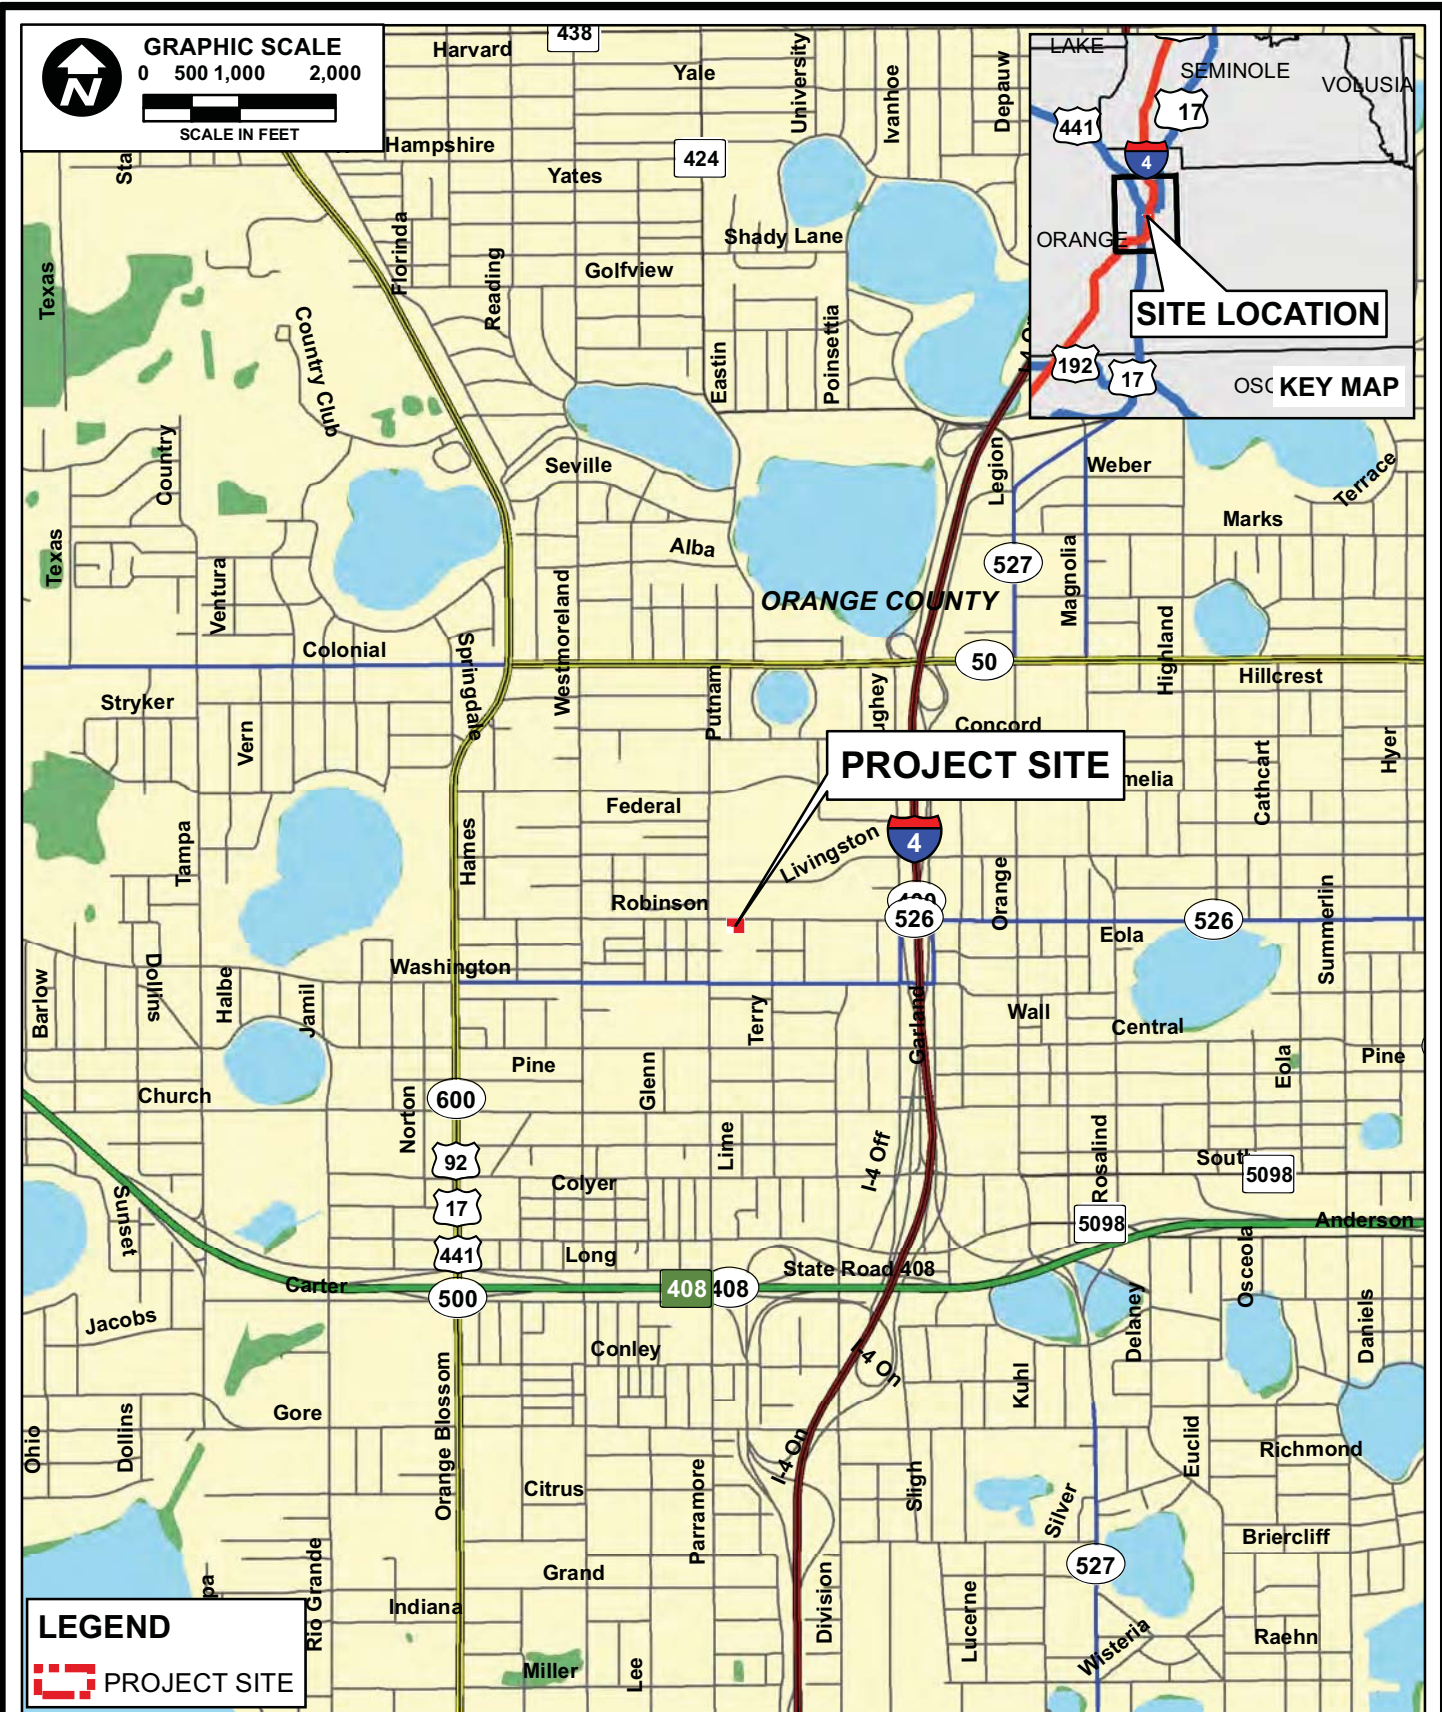 GRAPHIC SCALE
0 500 1,000 2,000
SCALE IN FEET
N
438
Harvard
Yale
University
Ivanhoe
Depauw
Hampshire
424
Yates
Sta
Florinda
Reading
Shady Lane
Golfview
Texas
Country Club
Eastin
Poinsettia
LAKE
SEMINOLE
VOLUSIA
441
17
4
ORANGE
SITE LOCATION
192
17
OSC
KEY MAP
Country
Seville
Legion
Weber
Terrace
Marks
Texas
Alba
527
Magnolia
Ventura
Westmoreland
ORANGE COUNTY
Highland
Colonial
Springdale
50
Hillcrest
Stryker
Vern
Putnam
ughey
Concord
Hyer
PROJECT SITE
melia
Cathcart
Federal
Tampa
Hames
Livingston
4
Orange
Robinson
526
526
Summerlin
Eola
Washington
Barlow
Dollins
Halbe
Jamil
Terry
Garland
Wall
Central
Pine
Glenn
Eola
Pine
Church
Norton
600
Lime
I-4 Off
Rosalind
92
Colyer
5098
Sunset
17
5098
Anderson
441
Long
State Road 408
Osceola
Carter
500
408
408
Jacobs
Delaney
Daniels
Conley
I-4 On
Kuhl
Gore
Orange Blossom
Ohio
Dollins
I-4 On
Euclid
Richmond
Citrus
Parramore
Sligh
Silver
Briercliff
Rio Grande
Grand
527
pa
Indiana
Division
Lucerne
Wisteria
Raehn
LEGEND
PROJECT SITE
Miller
Lee